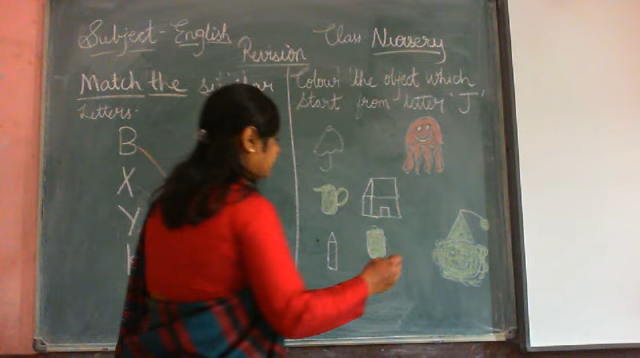 Subject - English
Class Nursery
Revision
Match the
Letters.
B
X
Y
Colour the object which
start from letter 'J'